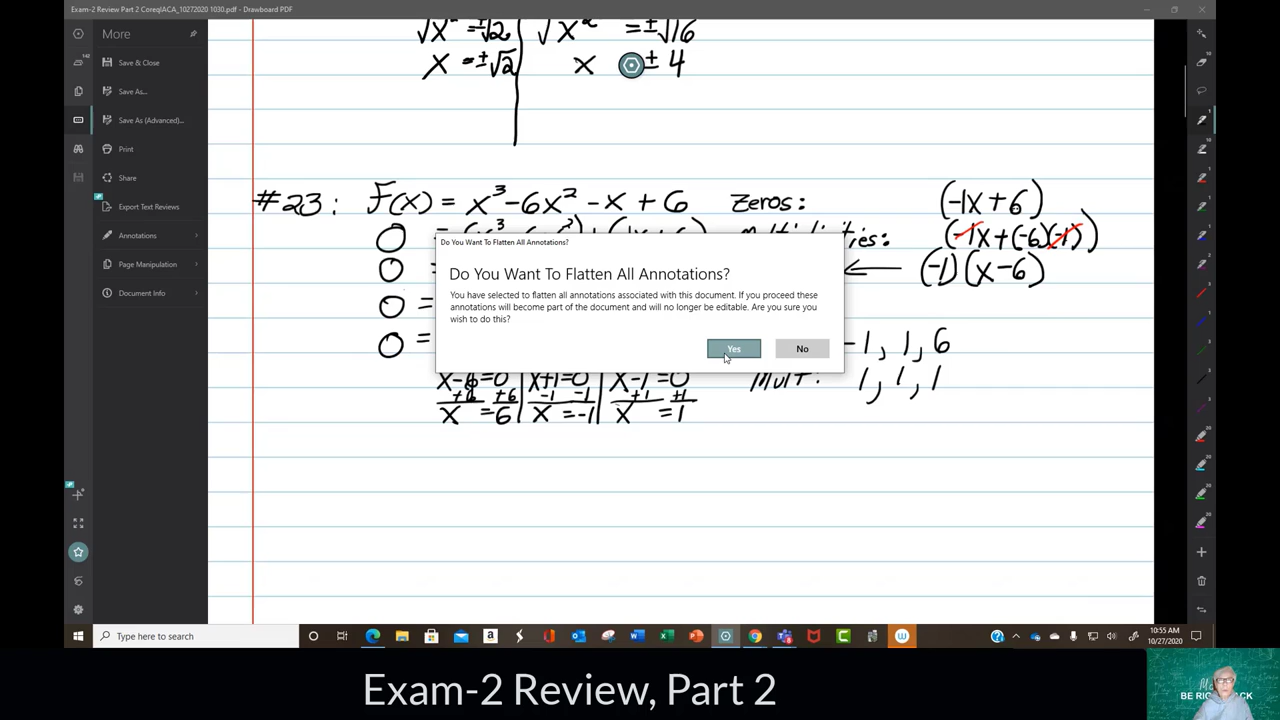 Exam-2 Review Part 2 CoreqIACA_10272020 1030.pdf - Drawboard PDF
More
Save & Close
Save As...
Save As (Advanced)...
Print
Share
Export Text Reviews
Annotations
Page Manipulation
Document Info
=±√2 =±√16
x =±√2 x ± 4
#23: F(x) = x³-6x²-x+6 Zeros: (-1x+6)
0 = (-1x+(-6)(-1))
0 = (-1)(x-6)
0 = 
0 = -1, 1, 6
x-6=0 x+1=0 x-1=0 Mult: 1, 1, 1
+6 +6 -1 -1 +1 +1
x =6 x =-1 x =1
Do You Want To Flatten All Annotations?
Do You Want To Flatten All Annotations?
You have selected to flatten all annotations associated with this document. If you proceed these
annotations will become part of the document and will no longer be editable. Are you sure you
wish to do this?
Yes No
Type here to search
10:55 AM
10/27/2020
Exam-2 Review, Part 2